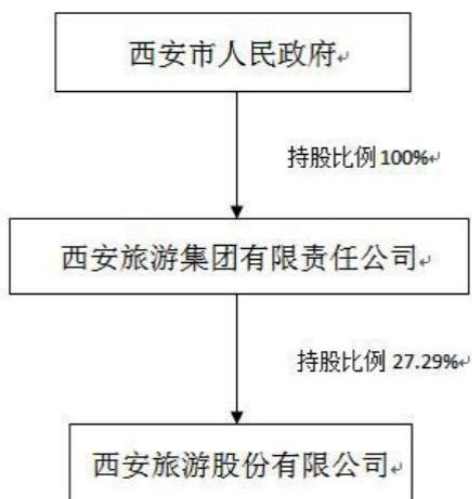 西安市人民政府
持股比例 100%
西安旅游集团有限责任公司
持股比例 27.29%
西安旅游股份有限公司